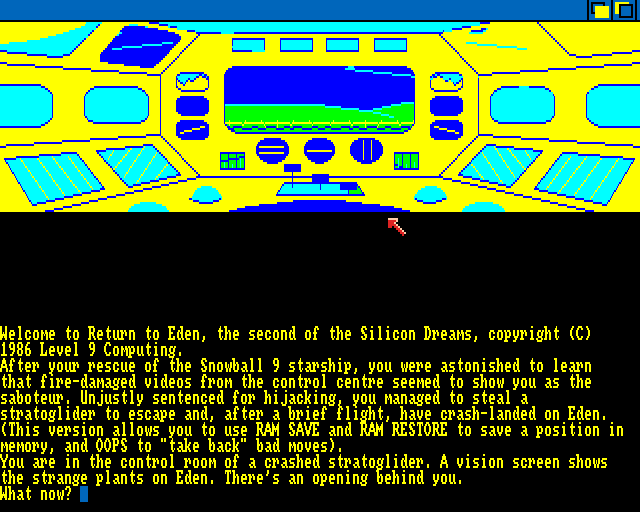 Welcome to Return to Eden, the second of the Silicon Dreams, copyright (C)
1986 Level 9 Computing.
After your rescue of the Snowball 9 starship, you were astonished to learn
that fire-damaged videos from the control centre seemed to show you as the
saboteur. Unjustly sentenced for hijacking, you managed to steal a
stratoglider to escape and, after a brief flight, have crash-landed on Eden.
(This version allows you to use RAM SAVE and RAM RESTORE to save a position in
memory, and OOPS to "take back" bad moves).
You are in the control room of a crashed stratoglider. A vision screen shows
the strange plants on Eden. There's an opening behind you.
What now?